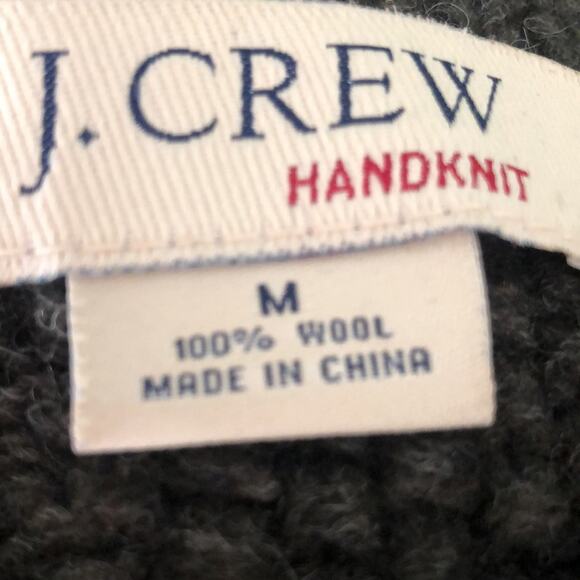 J. CREW
HANDKNIT
M
100% WOOL
MADE IN CHINA